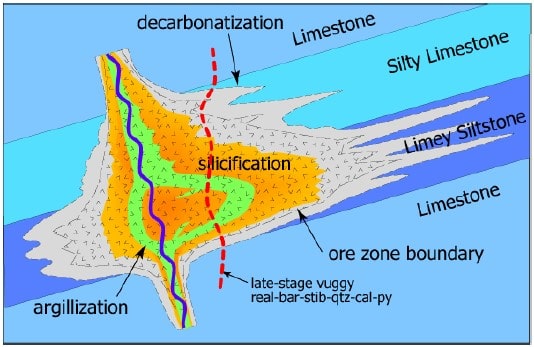 decarbonatization
Limestone
Silty Limestone
silicification
Limey Siltstone
Limestone
ore zone boundary
argillization
late-stage vuggy
real-bar-stib-qtz-cal-py